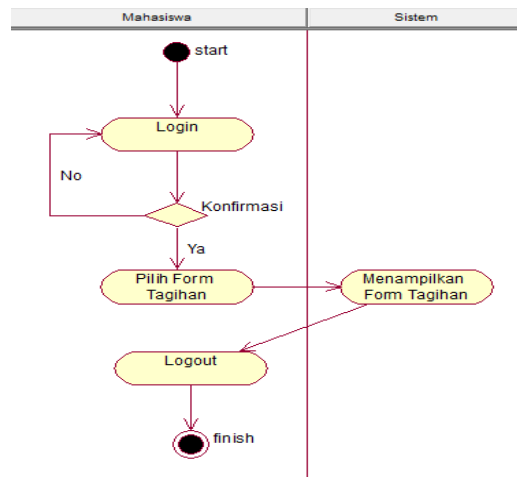 Mahasiswa
Sistem
start
Login
No
Konfirmasi
Ya
Pilih Form
Tagihan
Menampilkan
Form Tagihan
Logout
finish